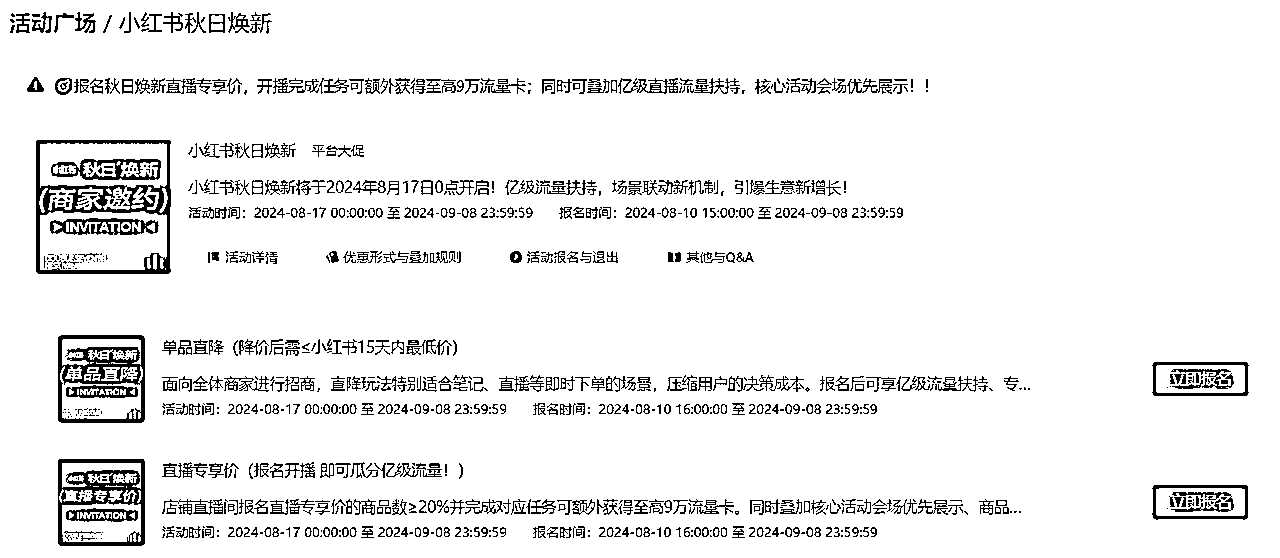 活动广场 / 小红书秋日焕新
报名秋日焕新直播专享价，开播完成任务可额外获得至高9万流量卡；同时可叠加亿级直播流量扶持，核心活动会场优先展示！！
秋日焕新
(商家邀约)
INVITATION
小红书秋日焕新 平台大促
小红书秋日焕新将于2024年8月17日0点开启！亿级流量扶持，场景联动新机制，引爆生意新增长！
活动时间：2024-08-17 00:00:00 至 2024-09-08 23:59:59 报名时间：2024-08-10 15:00:00 至 2024-09-08 23:59:59
活动详情 优惠形式与叠加规则 活动报名与退出 其他与Q&A
秋日焕新
(单品直降)
INVITATION
单品直降（降价后需≤小红书15天内最低价）
面向全体商家进行招商，直降玩法特别适合笔记、直播等即时下单的场景，压缩用户的决策成本。报名后可享亿级流量扶持、专...
活动时间：2024-08-17 00:00:00 至 2024-09-08 23:59:59 报名时间：2024-08-10 16:00:00 至 2024-09-08 23:59:59
立即报名
秋日焕新
(直播专享价)
INVITATION
直播专享价（报名开播 即可瓜分亿级流量！）
店铺直播间报名直播专享价的商品数≥20%并完成对应任务可额外获得至高9万流量卡。同时叠加核心活动会场优先展示、商品...
活动时间：2024-08-17 00:00:00 至 2024-09-08 23:59:59 报名时间：2024-08-10 16:00:00 至 2024-09-08 23:59:59
立即报名